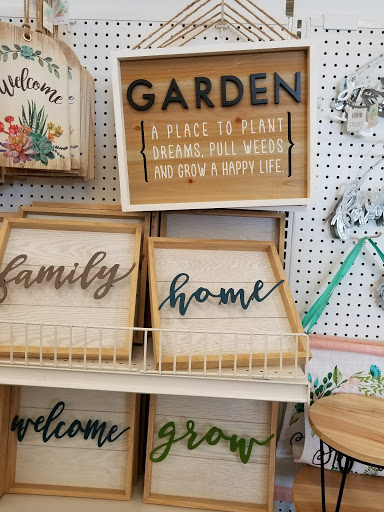 Welcome
GARDEN
A PLACE TO PLANT
DREAMS, PULL WEEDS
AND GROW A HAPPY LIFE.
family
home
welcome
grow